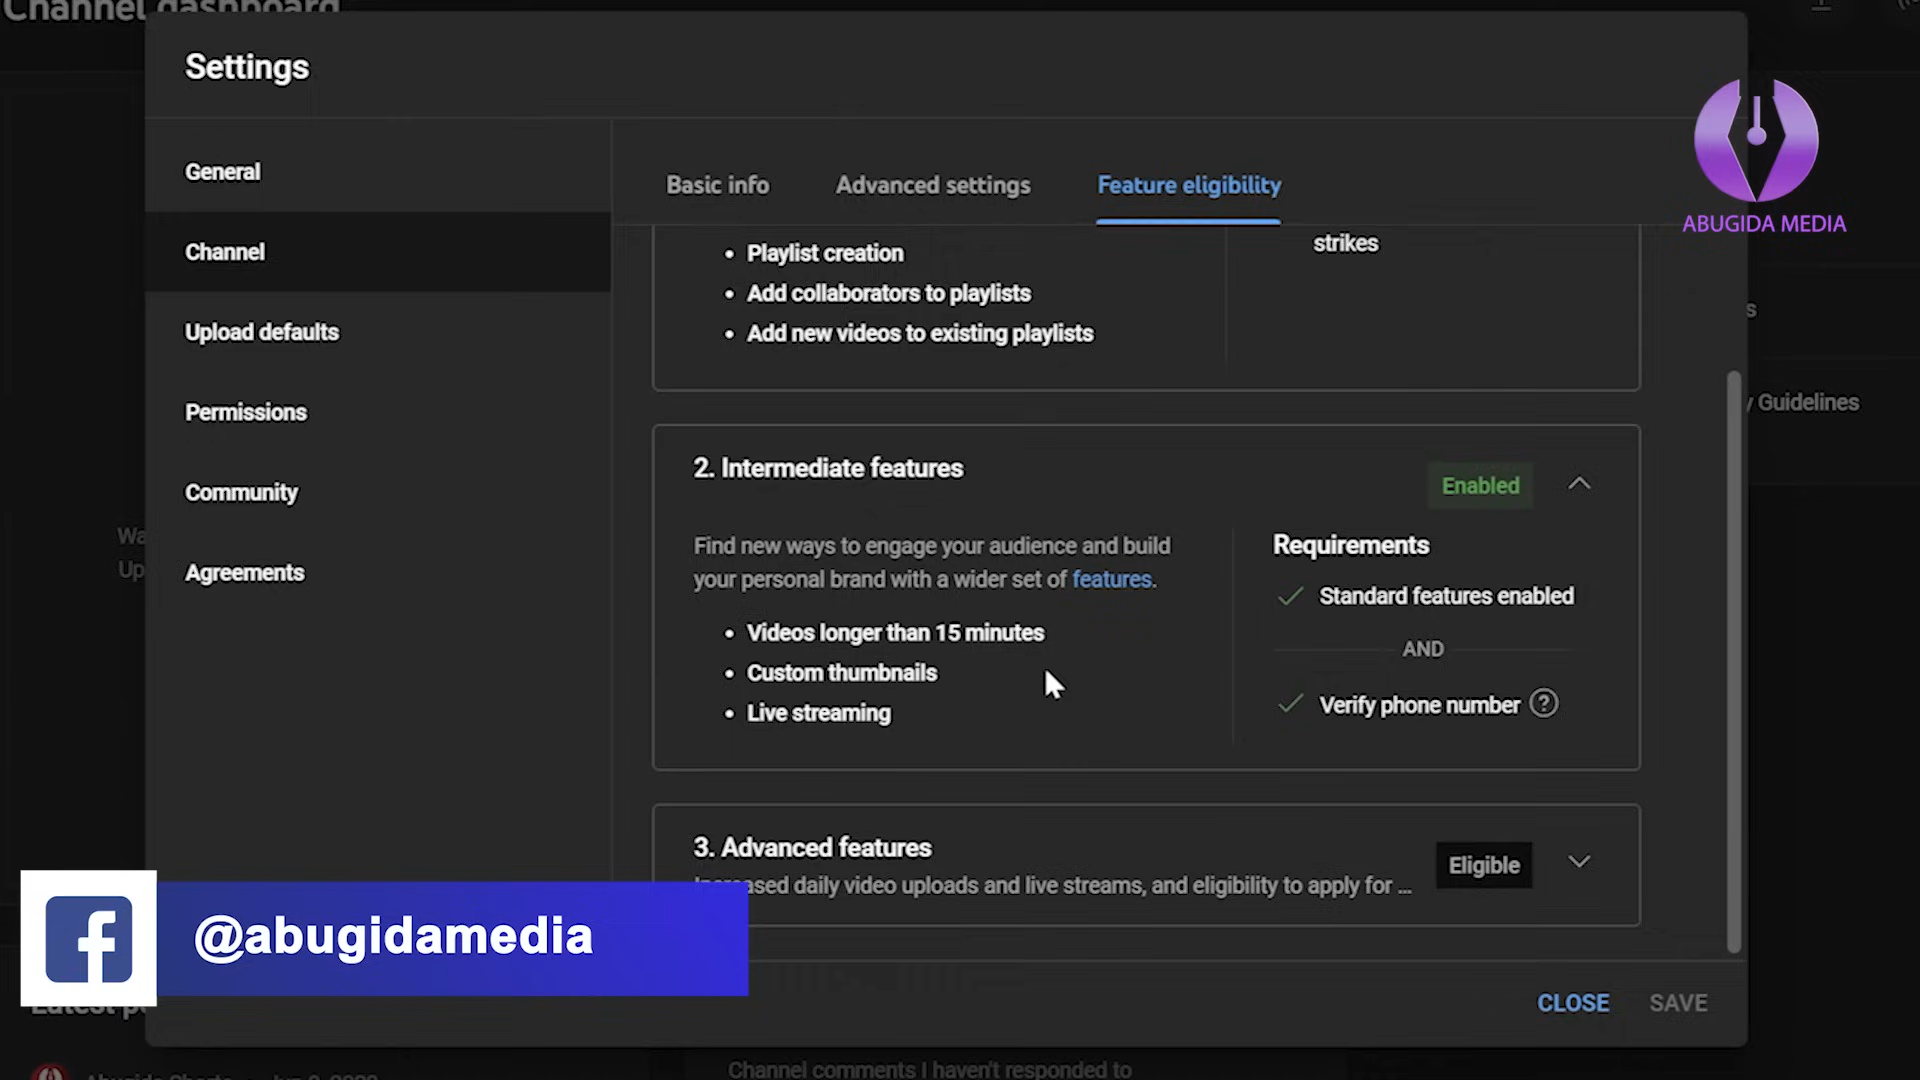 Channel dashboard
Settings
General
Channel
Upload defaults
Permissions
Community
Agreements
Basic info
Advanced settings
Feature eligibility
ABUGIDA MEDIA
• Playlist creation
• Add collaborators to playlists
• Add new videos to existing playlists
strikes
Guidelines
2. Intermediate features
Enabled
Find new ways to engage your audience and build
your personal brand with a wider set of features.
• Videos longer than 15 minutes
• Custom thumbnails
• Live streaming
Requirements
Standard features enabled
AND
Verify phone number
3. Advanced features
Increased daily video uploads and live streams, and eligibility to apply for ...
Eligible
@abugidamedia
CLOSE
SAVE
Channel comments I haven't responded to